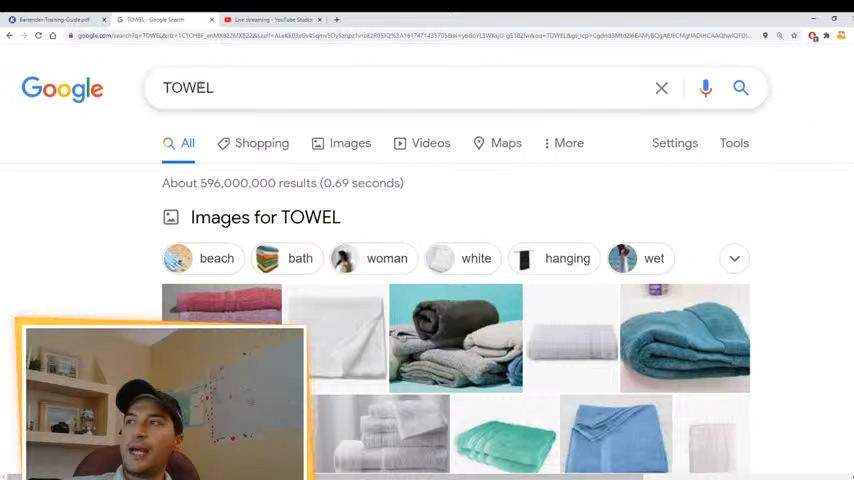 Bartender-Training-Guide.pdf
TOWEL - Google Search
Live streaming - YouTube Studio
Google
TOWEL
All
Shopping
Images
Videos
Maps
More
Settings
Tools
About 596,000,000 results (0.69 seconds)
Images for TOWEL
beach
bath
woman
white
hanging
wet